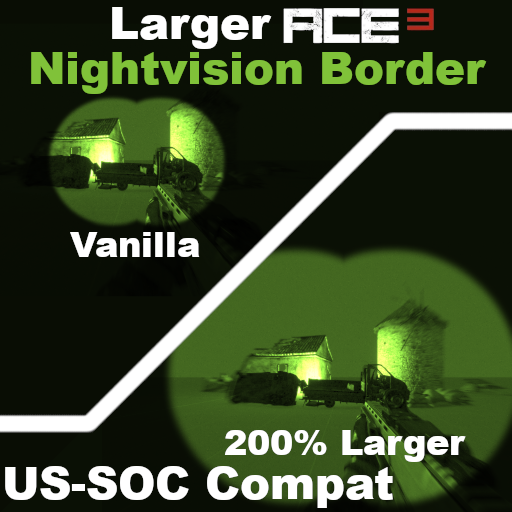 Larger ACE3
Nightvision Border
Vanilla
200% Larger
US-SOC Compat